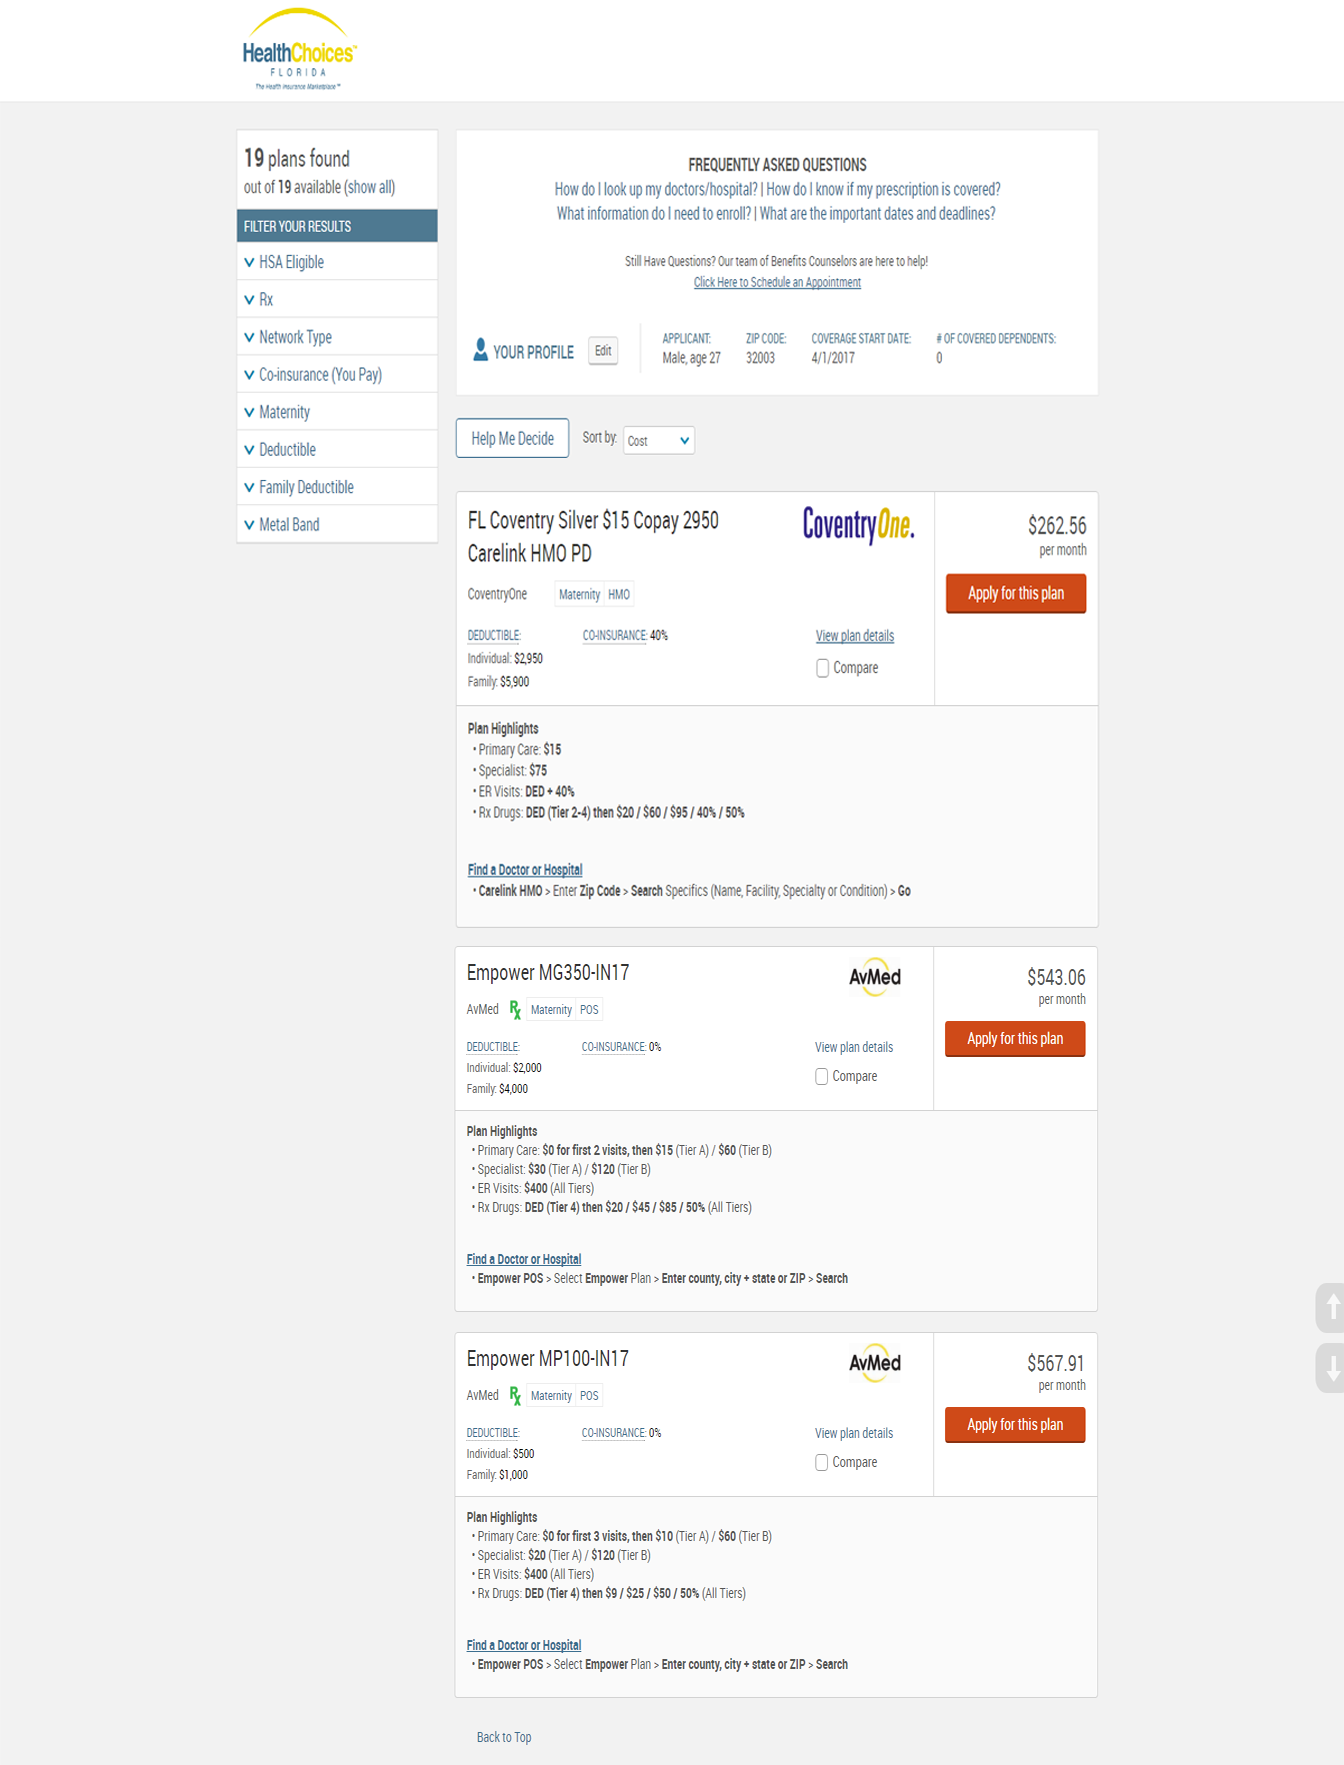 HealthChoices™
FLORIDA
The Health Insurance Marketplace™
19 plans found
out of 19 available (show all)
FILTER YOUR RESULTS
HSA Eligible
Rx
Network Type
Co-insurance (You Pay)
Maternity
Deductible
Family Deductible
Metal Band
FREQUENTLY ASKED QUESTIONS
How do I look up my doctors/hospital? | How do I know if my prescription is covered?
What information do I need to enroll? | What are the important dates and deadlines?
Still Have Questions? Our team of Benefits Counselors are here to help!
Click Here to Schedule an Appointment
YOUR PROFILE Edit
APPLICANT: ZIP CODE: COVERAGE START DATE: # OF COVERED DEPENDENTS:
Male, age 27 32003 4/1/2017 0
Help Me Decide Sort by: Cost
FL Coventry Silver $15 Copay 2950
Carelink HMO PD
CoventryOne.
$262.56
per month
Apply for this plan
CoventryOne Maternity HMO
DEDUCTIBLE: CO-INSURANCE: 40% View plan details
Individual: $2,950
Compare
Family: $5,900
Plan Highlights
• Primary Care: $15
• Specialist: $75
• ER Visits: DED + 40%
• Rx Drugs: DED (Tier 2-4) then $20 / $60 / $95 / 40% / 50%
Find a Doctor or Hospital
• Carelink HMO > Enter Zip Code > Search Specifics (Name, Facility, Specialty or Condition) > Go
Empower MG350-IN17
AvMed
$543.06
per month
Apply for this plan
AvMed Rx Maternity POS
DEDUCTIBLE: CO-INSURANCE: 0% View plan details
Individual: $2,000
Compare
Family: $4,000
Plan Highlights
• Primary Care: $0 for first 2 visits, then $15 (Tier A) / $60 (Tier B)
• Specialist: $30 (Tier A) / $120 (Tier B)
• ER Visits: $400 (All Tiers)
• Rx Drugs: DED (Tier 4) then $20 / $45 / $85 / 50% (All Tiers)
Find a Doctor or Hospital
• Empower POS > Select Empower Plan > Enter county, city + state or ZIP > Search
Empower MP100-IN17
AvMed
$567.91
per month
Apply for this plan
AvMed Rx Maternity POS
DEDUCTIBLE: CO-INSURANCE: 0% View plan details
Individual: $500
Compare
Family: $1,000
Plan Highlights
• Primary Care: $0 for first 3 visits, then $10 (Tier A) / $60 (Tier B)
• Specialist: $20 (Tier A) / $120 (Tier B)
• ER Visits: $400 (All Tiers)
• Rx Drugs: DED (Tier 4) then $9 / $25 / $50 / 50% (All Tiers)
Find a Doctor or Hospital
• Empower POS > Select Empower Plan > Enter county, city + state or ZIP > Search
Back to Top